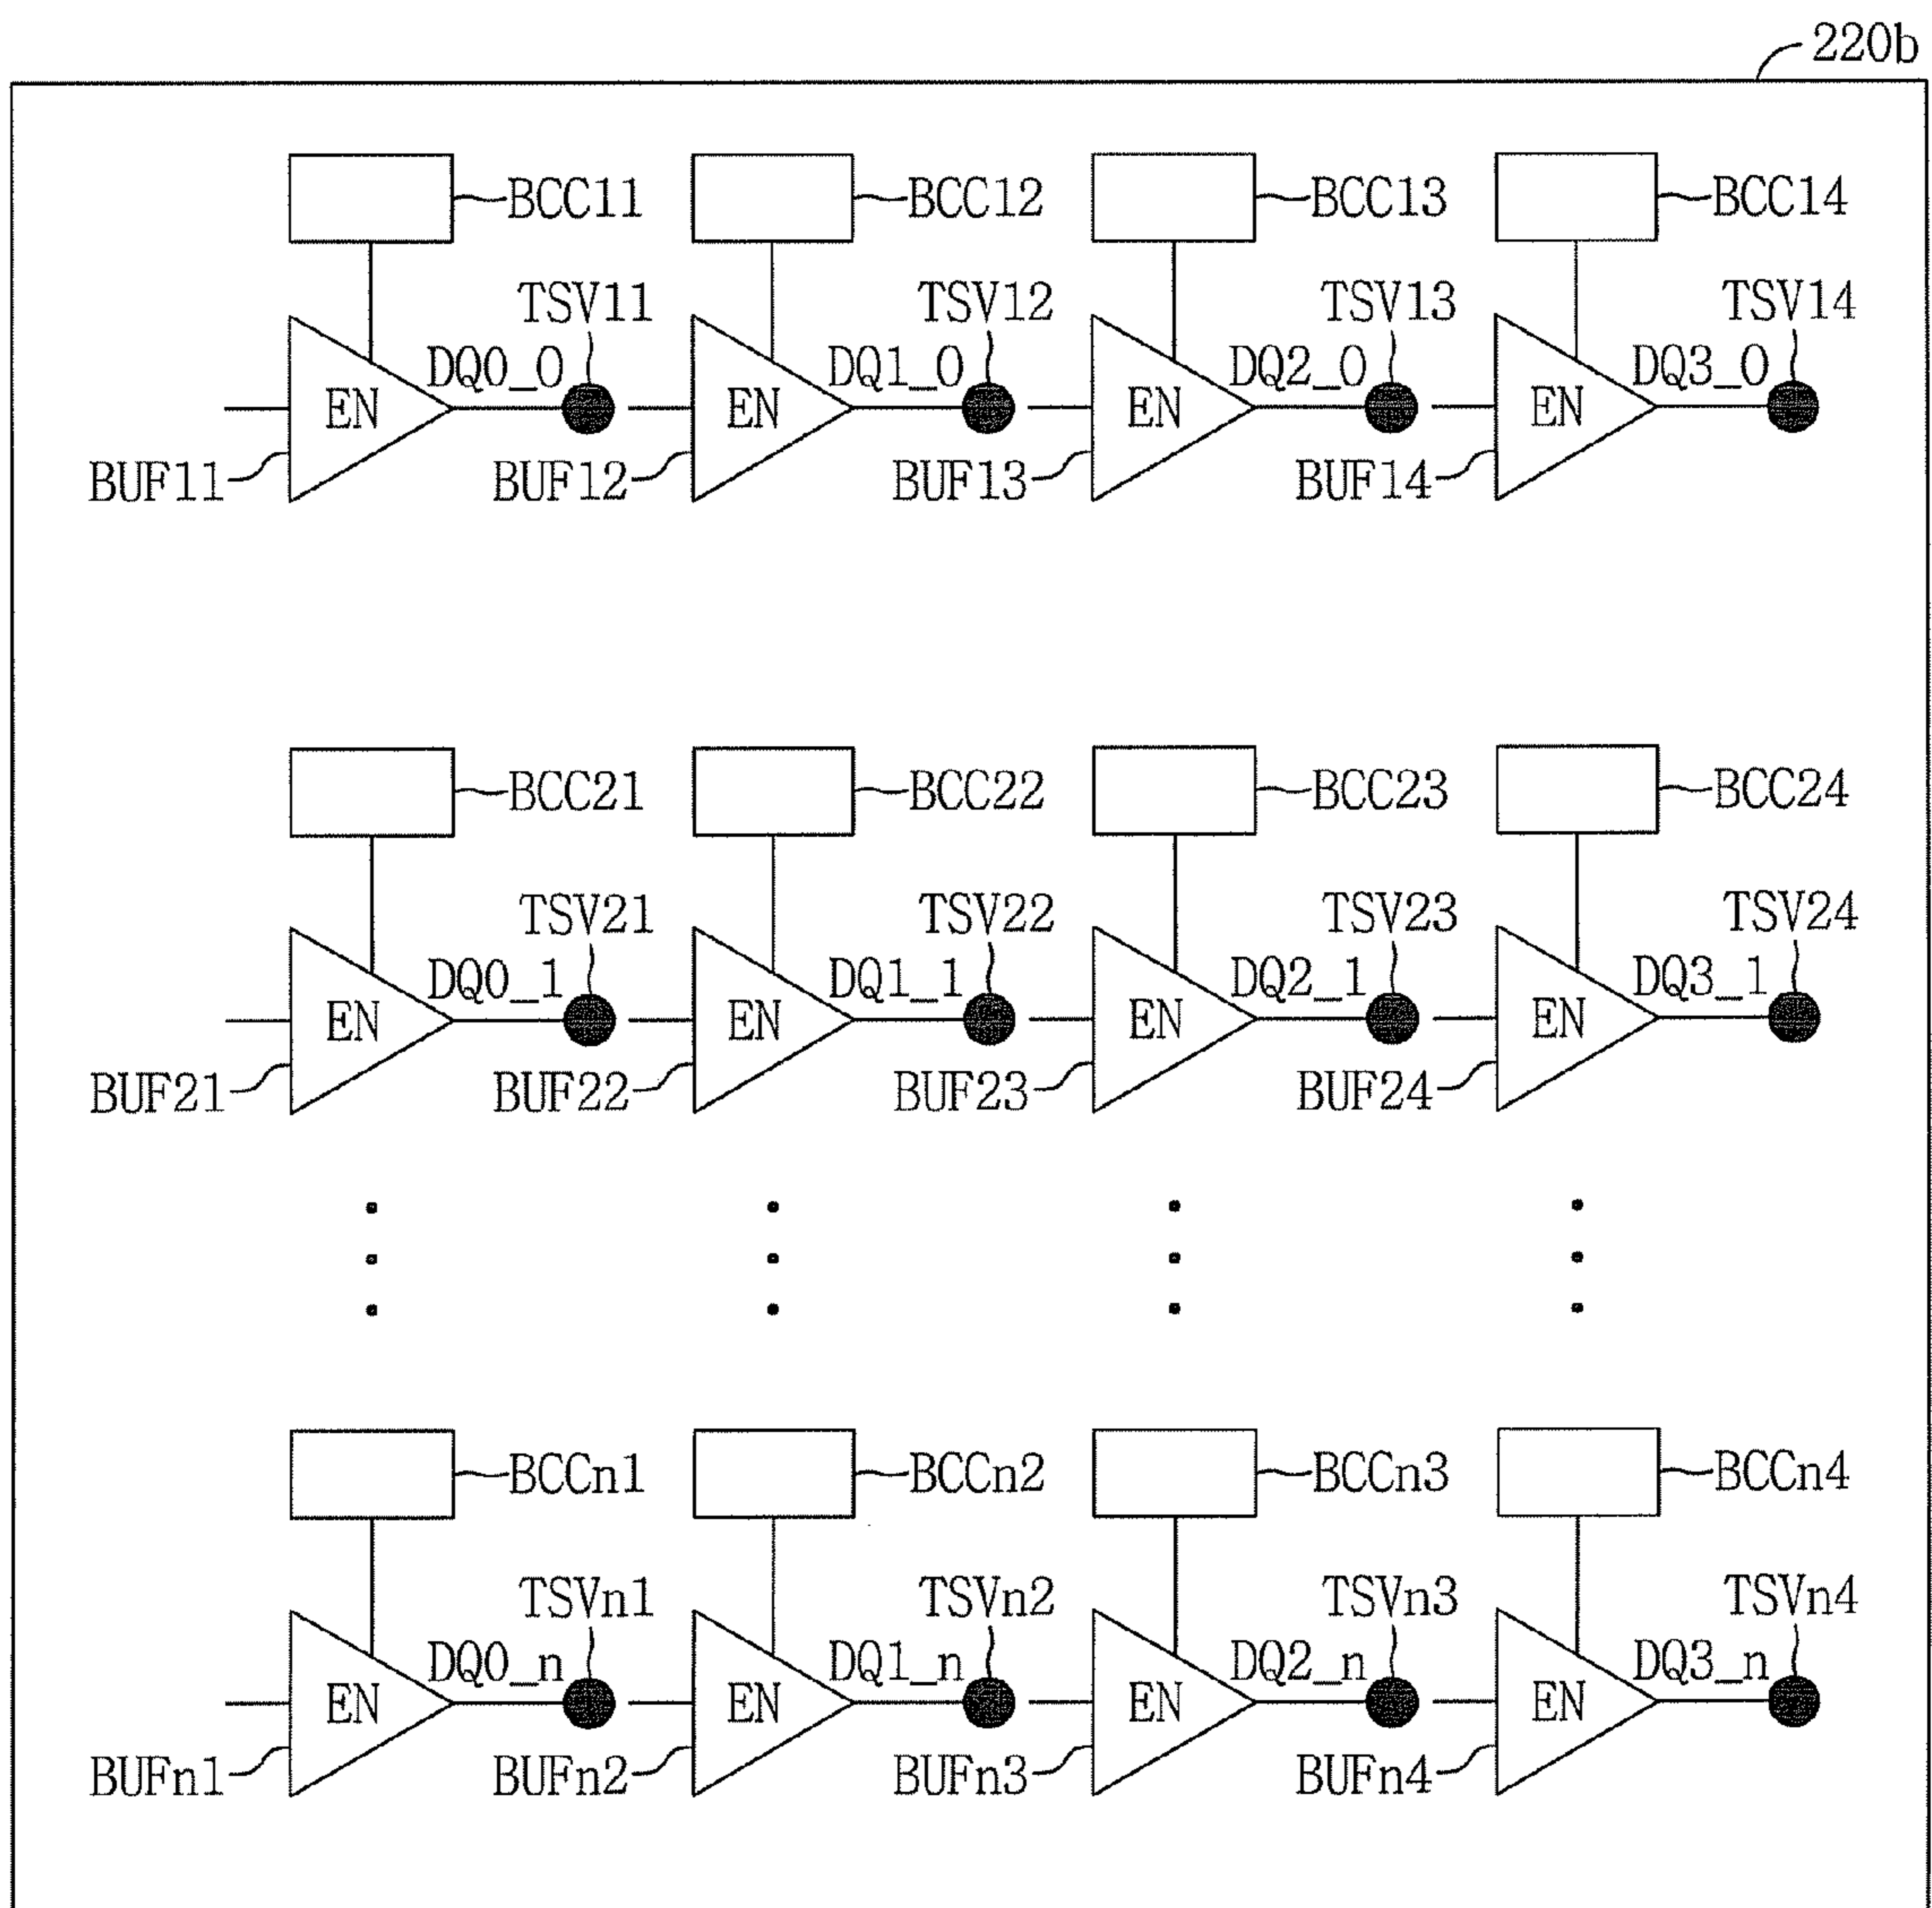 220b
BCC11 BCC12 BCC13 BCC14
TSV11 TSV12 TSV13 TSV14
DQ0_0 DQ1_0 DQ2_0 DQ3_0
EN EN EN EN
BUF11 BUF12 BUF13 BUF14
BCC21 BCC22 BCC23 BCC24
TSV21 TSV22 TSV23 TSV24
DQ0_1 DQ1_1 DQ2_1 DQ3_1
EN EN EN EN
BUF21 BUF22 BUF23 BUF24
BCCn1 BCCn2 BCCn3 BCCn4
TSVn1 TSVn2 TSVn3 TSVn4
DQ0_n DQ1_n DQ2_n DQ3_n
EN EN EN EN
BUFn1 BUFn2 BUFn3 BUFn4